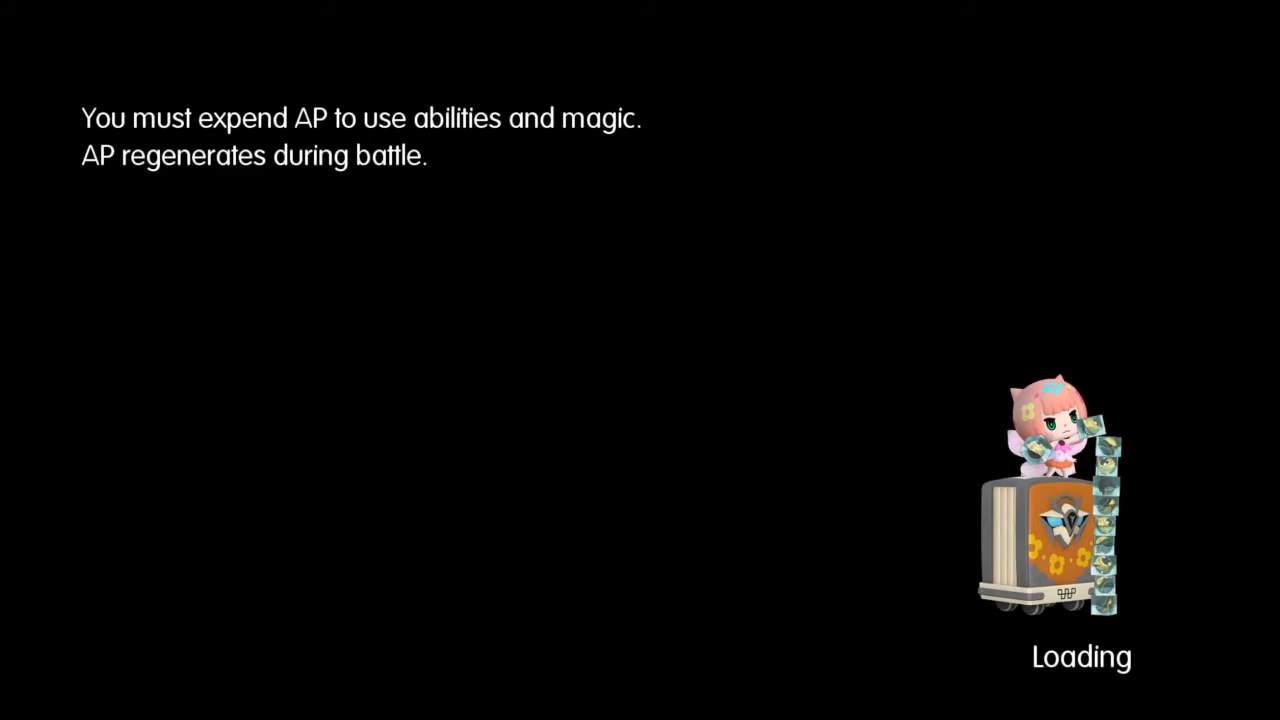 You must expend AP to use abilities and magic.
AP regenerates during battle.
Loading